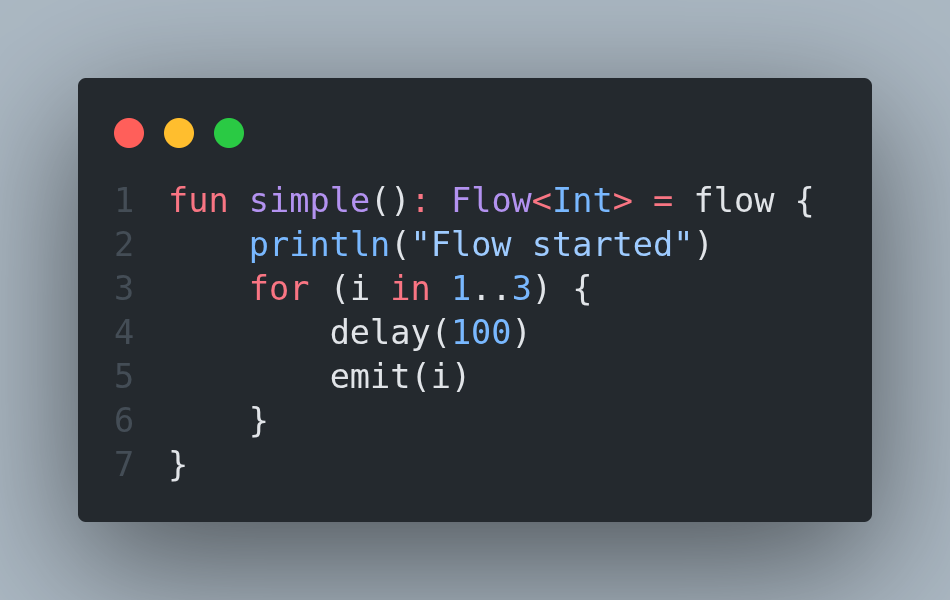 1 fun simple(): Flow<Int> = flow {
2     println("Flow started")
3     for (i in 1..3) {
4         delay(100)
5         emit(i)
6     }
7 }